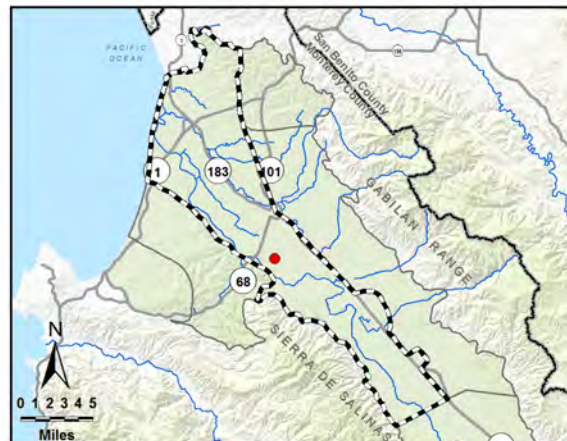 PACIFIC
OCEAN
1
San Benito County
Monterey County
183
101
1
GABILAN RANGE
68
SIERRA DE SALINAS
N
0 1 2 3 4 5
Miles